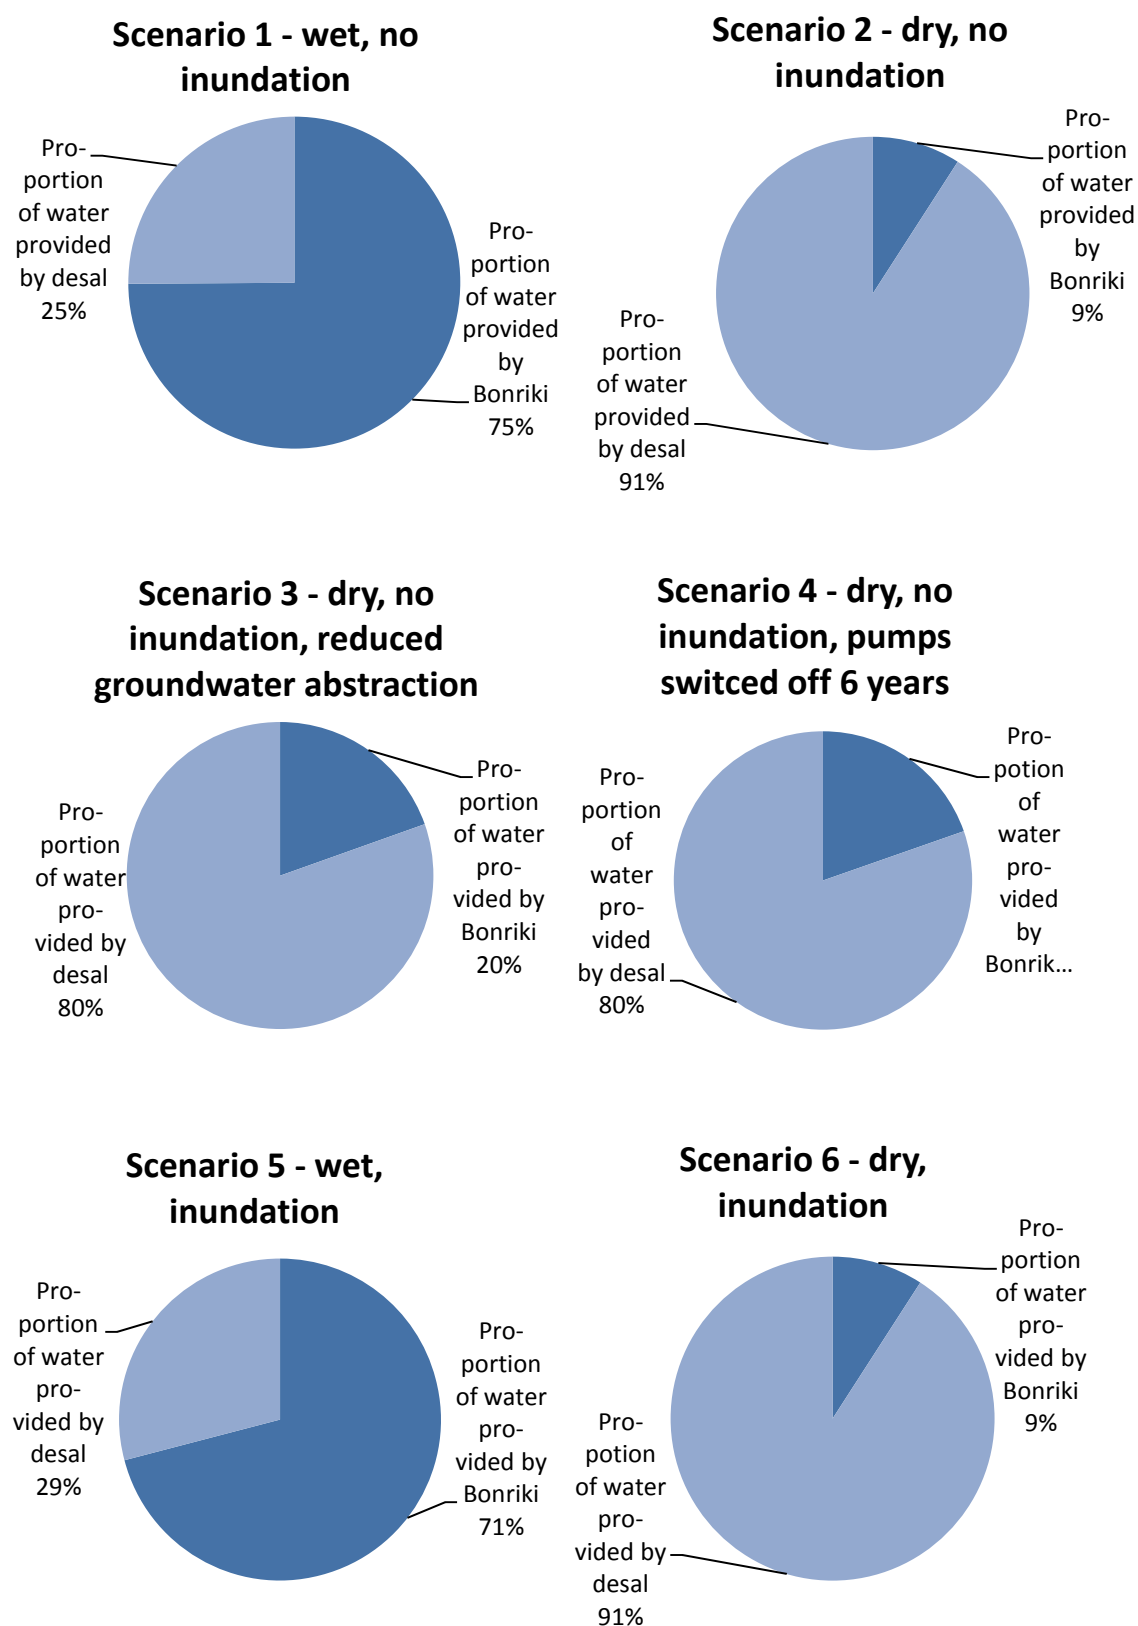 Scenario 1 - wet, no
inundation
Pro-
portion
of water
provided
by desal
25%
Pro-
portion
of water
provided
by
Bonriki
75%
Scenario 2 - dry, no
inundation
Pro-
portion
of water
provided
by
Bonriki
9%
Pro-
portion
of water
provided
by desal
91%
Scenario 3 - dry, no
inundation, reduced
groundwater abstraction
Pro-
portion
of water
pro-
vided by
desal
80%
Pro-
portion
of water
pro-
vided by
Bonriki
20%
Scenario 4 - dry, no
inundation, pumps
switced off 6 years
Pro-
portion
of
water
pro-
vided
by desal
80%
Pro-
potion
of
water
pro-
vided
by
Bonrik...
Scenario 5 - wet,
inundation
Pro-
portion
of water
pro-
vided by
desal
29%
Pro-
portion
of water
pro-
vided by
Bonriki
71%
Scenario 6 - dry,
inundation
Pro-
portion
of water
pro-
vided by
Bonriki
9%
Pro-
potion
of water
pro-
vided by
desal
91%